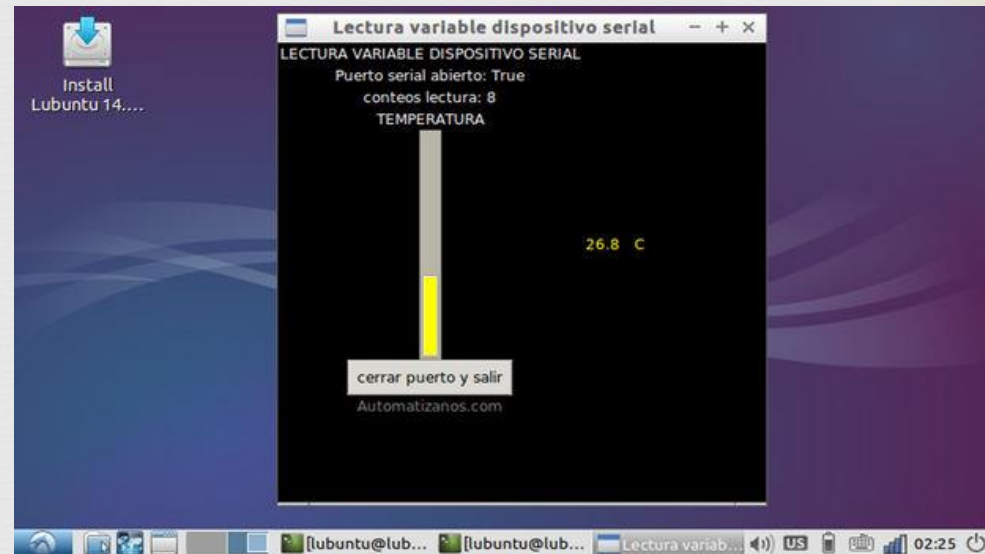 Install
Lubuntu 14....
Lectura variable dispositivo serial
LECTURA VARIABLE DISPOSITIVO SERIAL
Puerto serial abierto: True
conteos lectura: 8
TEMPERATURA
26.8 C
cerrar puerto y salir
Automatizanos.com
[lubuntu@lub... [lubuntu@lub... Lectura variab... US 02:25